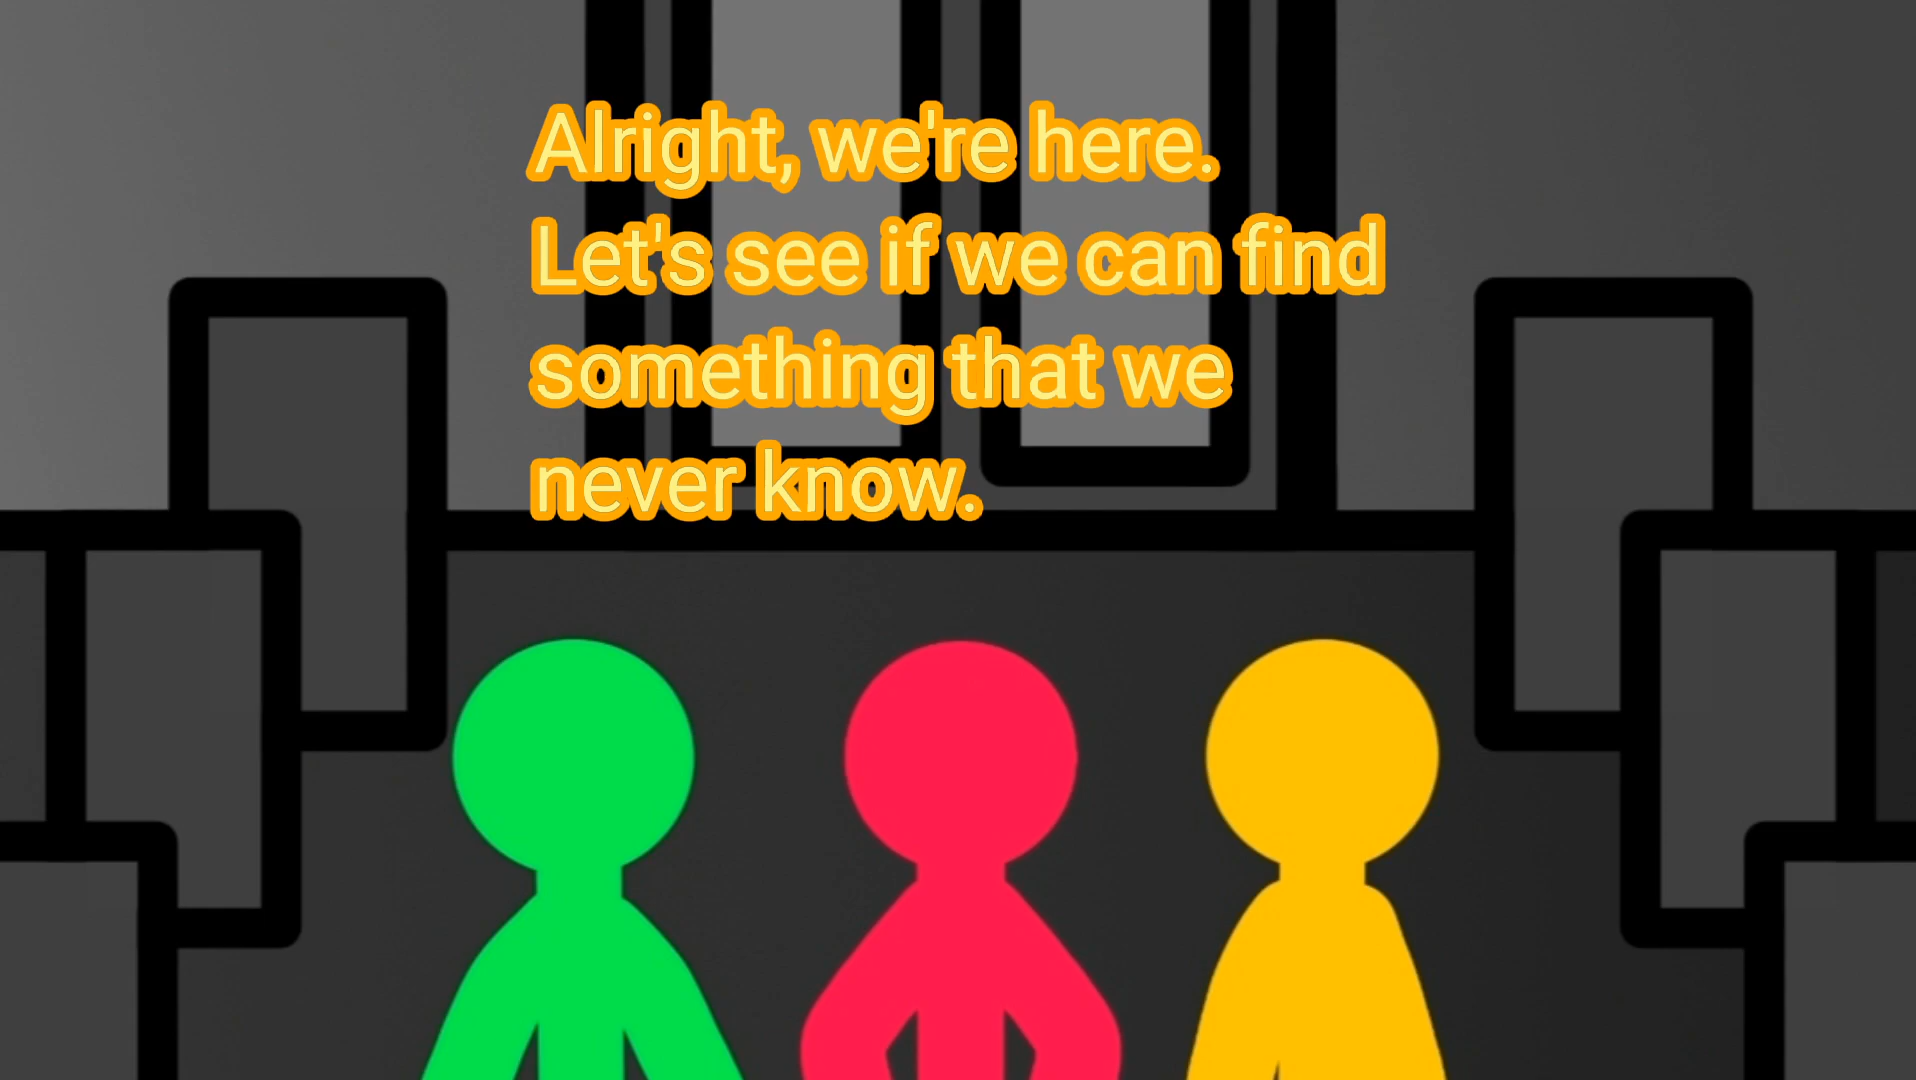 Alright, we're here.
Let's see if we can find
something that we
never know.